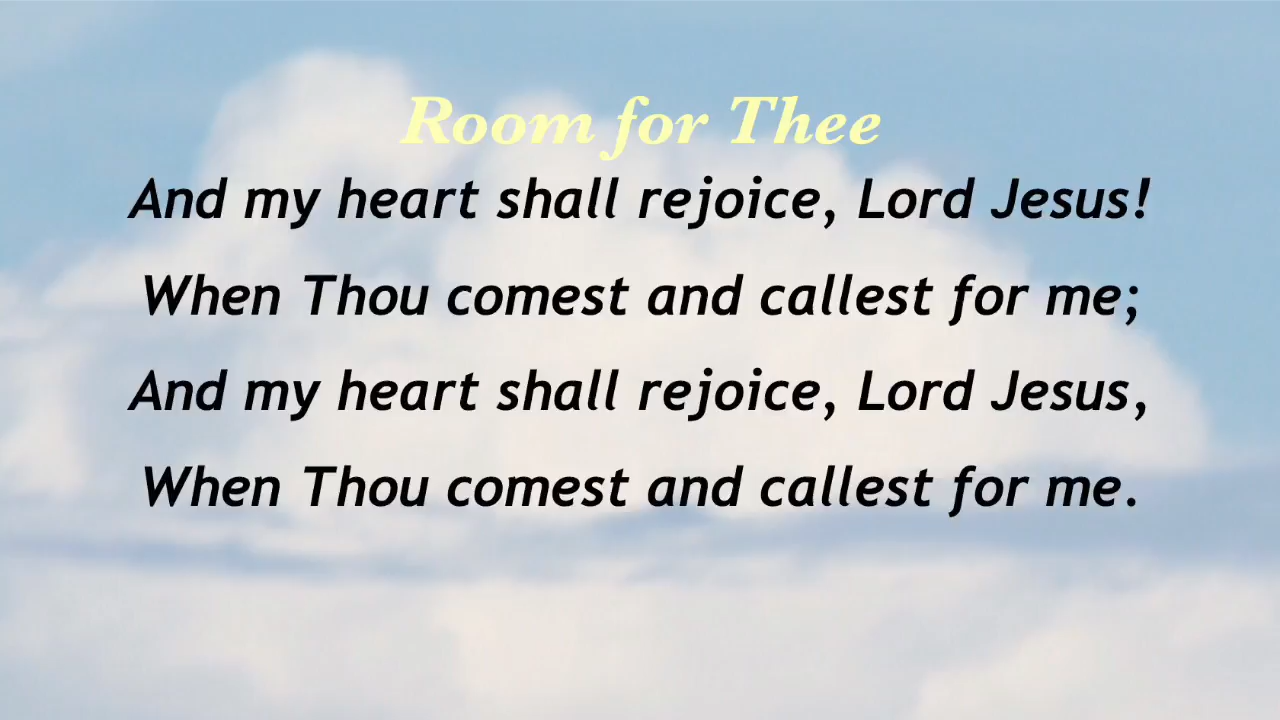 Room for Thee
And my heart shall rejoice, Lord Jesus!
When Thou comest and callest for me;
And my heart shall rejoice, Lord Jesus,
When Thou comest and callest for me.